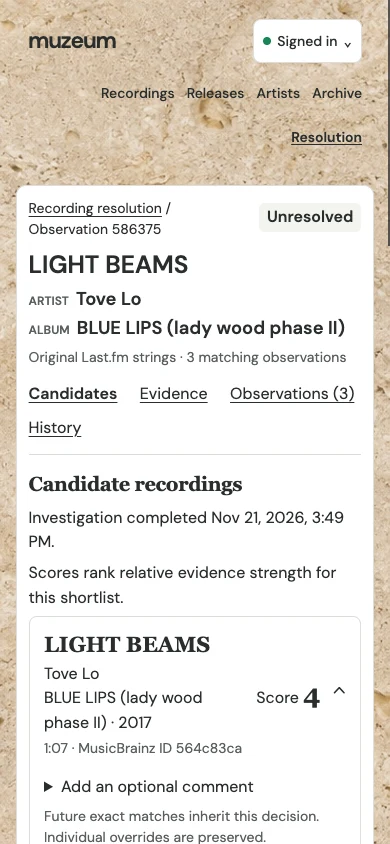 muzeum
Signed in
Recordings Releases Artists Archive
Resolution
Recording resolution /
Observation 586375
Unresolved
LIGHT BEAMS
ARTIST Tove Lo
ALBUM BLUE LIPS (lady wood phase II)
Original Last.fm strings · 3 matching observations
Candidates Evidence Observations (3)
History
Candidate recordings
Investigation completed Nov 21, 2026, 3:49
PM.
Scores rank relative evidence strength for
this shortlist.
LIGHT BEAMS
Tove Lo
BLUE LIPS (lady wood
phase II) · 2017
Score 4
1:07 · MusicBrainz ID 564c83ca
Add an optional comment
Future exact matches inherit this decision.
Individual overrides are preserved.